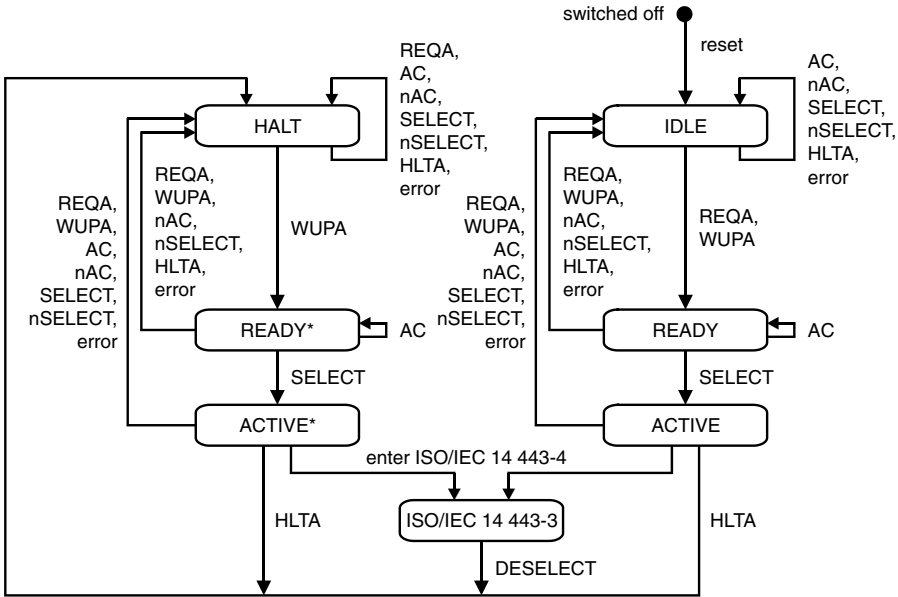 switched off
reset
REQA,
AC,
nAC,
SELECT,
nSELECT,
HLTA,
error
AC,
nAC,
SELECT,
nSELECT,
HLTA,
error
HALT
IDLE
REQA,
WUPA,
AC,
nAC,
SELECT,
nSELECT,
error
REQA,
WUPA,
nAC,
nSELECT,
HLTA,
error
WUPA
REQA,
WUPA,
AC,
nAC,
SELECT,
nSELECT,
error
REQA,
WUPA,
nAC,
nSELECT,
HLTA,
error
REQA,
WUPA
READY*
AC
READY
AC
SELECT
SELECT
ACTIVE*
ACTIVE
enter ISO/IEC 14 443-4
ISO/IEC 14 443-3
HLTA
HLTA
DESELECT